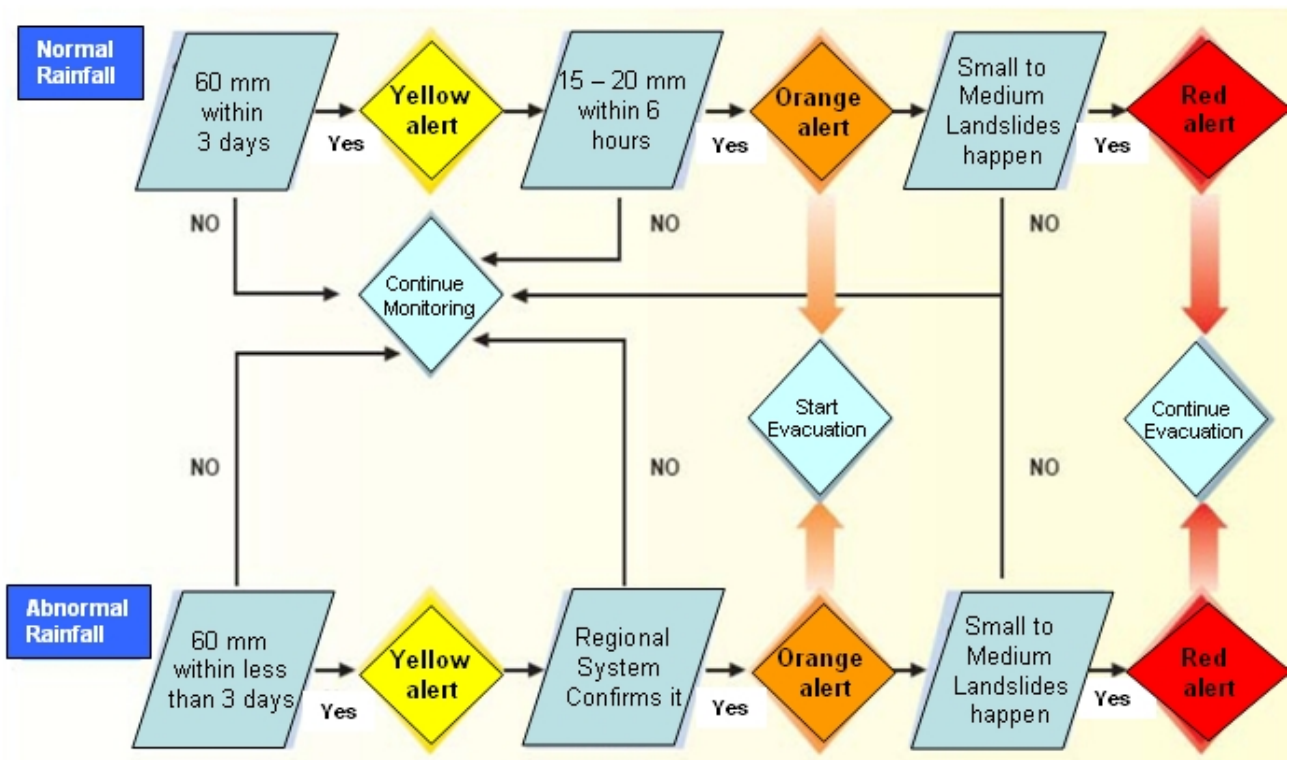 Normal
Rainfall
60 mm
within
3 days
Yes
Yellow
alert
15 – 20 mm
within 6
hours
Yes
Orange
alert
Small to
Medium
Landslides
happen
Yes
Red
alert
NO
NO
NO
Continue
Monitoring
Start
Evacuation
Continue
Evacuation
NO
NO
NO
Abnormal
Rainfall
60 mm
within less
than 3 days
Yes
Yellow
alert
Regional
System
Confirms it
Yes
Orange
alert
Small to
Medium
Landslides
happen
Yes
Red
alert